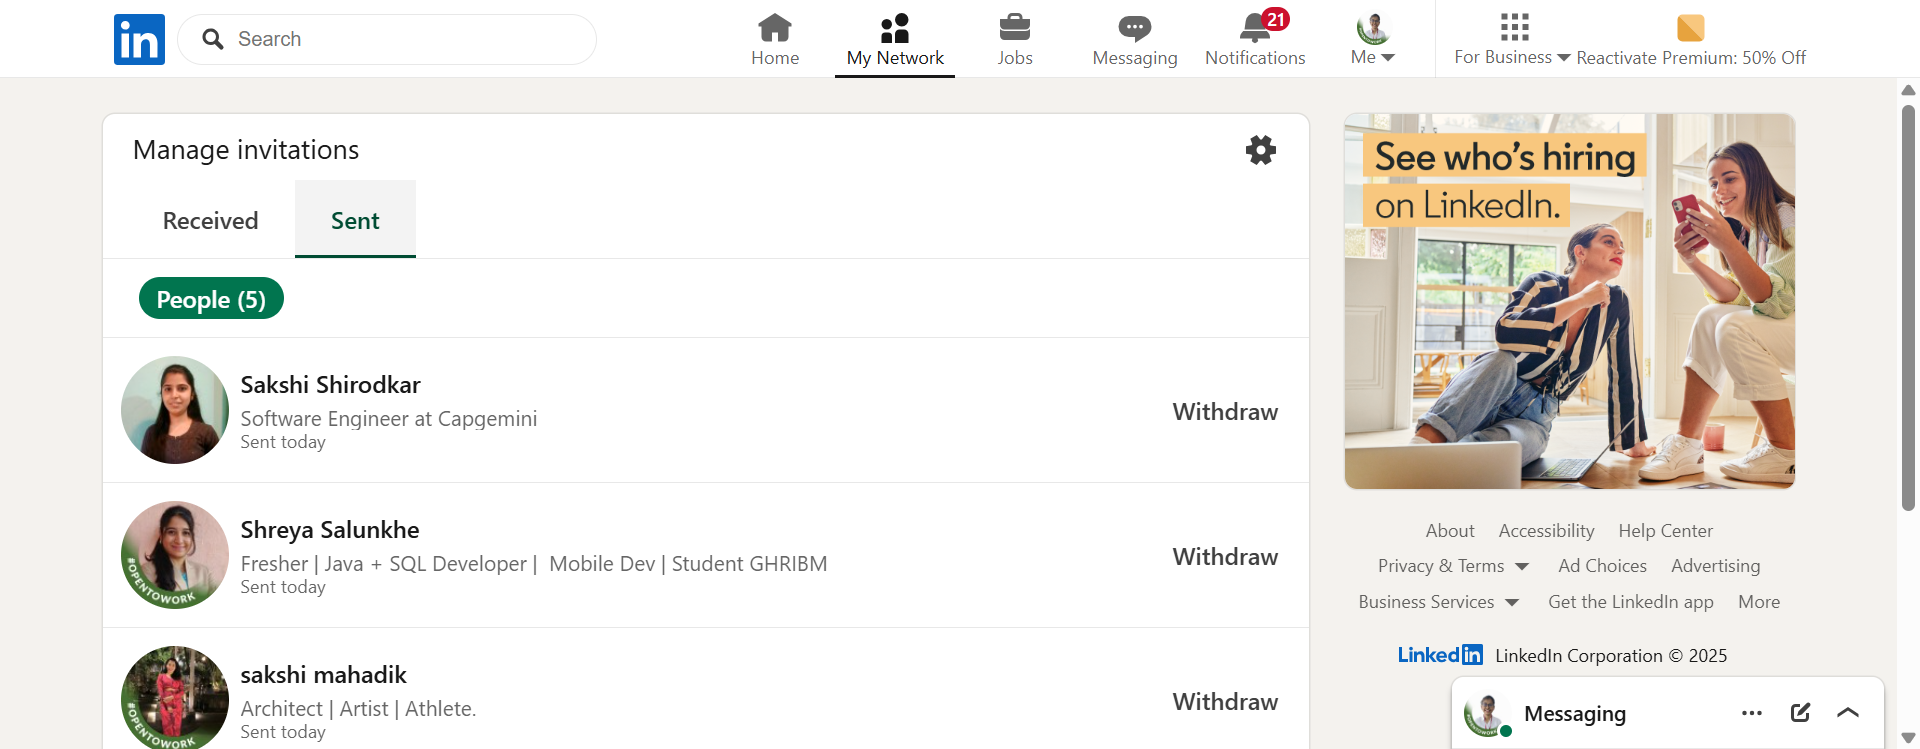 in
Search
Home
My Network
Jobs
Messaging
21
Notifications
Me
For Business
Reactivate Premium: 50% Off
Manage invitations
Received
Sent
People (5)
Sakshi Shirodkar
Software Engineer at Capgemini
Sent today
Withdraw
#OPENTOWORK
Shreya Salunkhe
Fresher | Java + SQL Developer | Mobile Dev | Student GHRIBM
Sent today
Withdraw
#OPENTOWORK
sakshi mahadik
Architect | Artist | Athlete.
Sent today
Withdraw
See who's hiring
on LinkedIn.
About Accessibility Help Center
Privacy & Terms Ad Choices Advertising
Business Services Get the LinkedIn app More
LinkedIn LinkedIn Corporation © 2025
Messaging